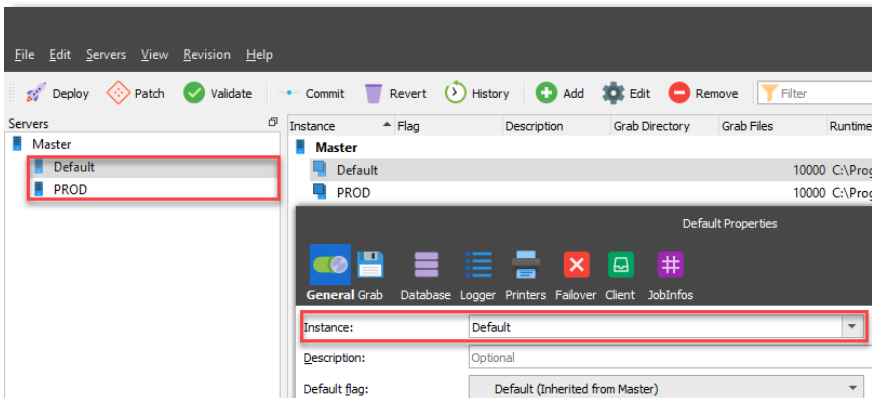 File Edit Servers View Revision Help
Deploy Patch Validate Commit Revert History Add Edit Remove Filter
Servers
Master
Default
PROD
Instance Flag Description Grab Directory Grab Files Runtime
Master
Default 10000 C:\Prog
PROD 10000 C:\Prog
Default Properties
General Grab Database Logger Printers Failover Client JobInfos
Instance: Default
Description: Optional
Default flag: Default (Inherited from Master)